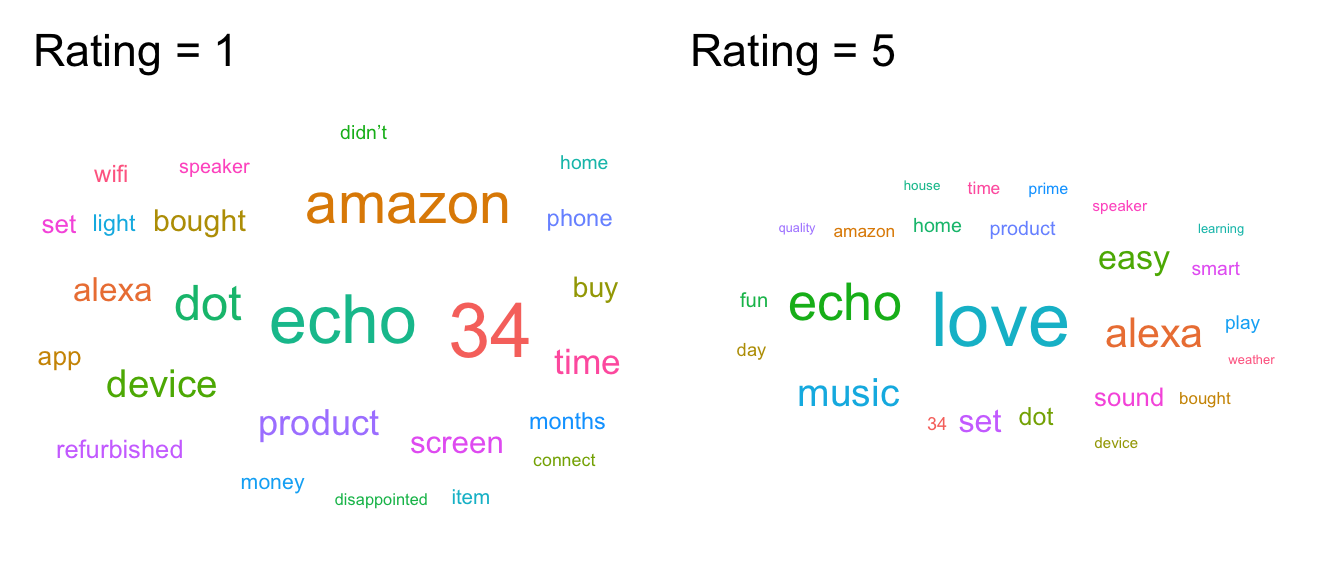 Rating = 1
didn’t
wifi speaker home
set light bought amazon phone
alexa dot echo 34 buy
app device time
product screen months
refurbished connect
money disappointed item
Rating = 5
house time prime
speaker
quality amazon home product learning
easy smart
fun echo love alexa play
day weather
music sound bought
34 set dot
device